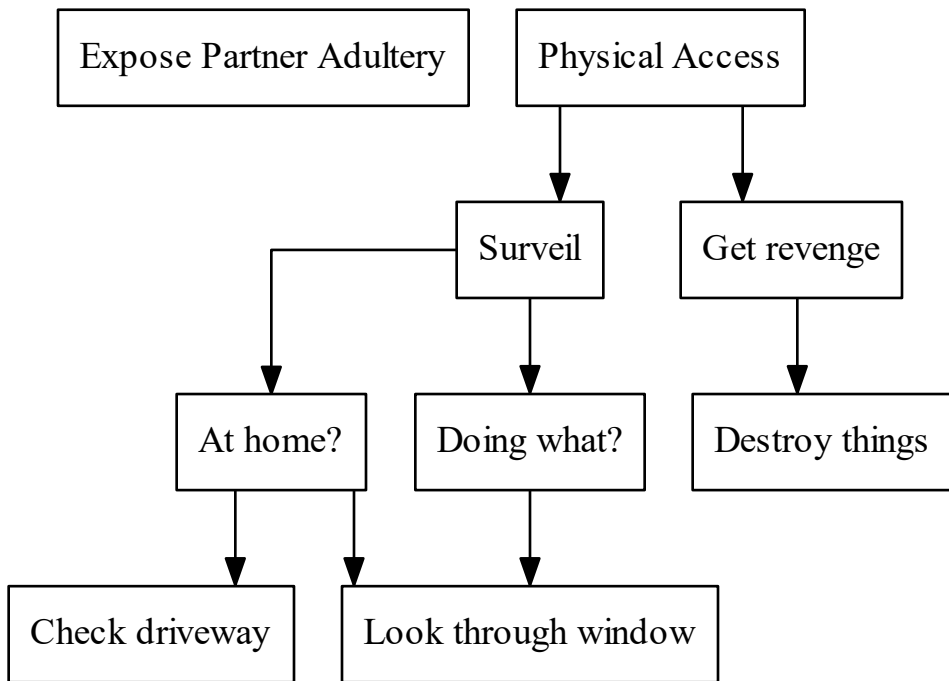 Expose Partner Adultery
Physical Access
Surveil
Get revenge
At home?
Doing what?
Destroy things
Check driveway
Look through window